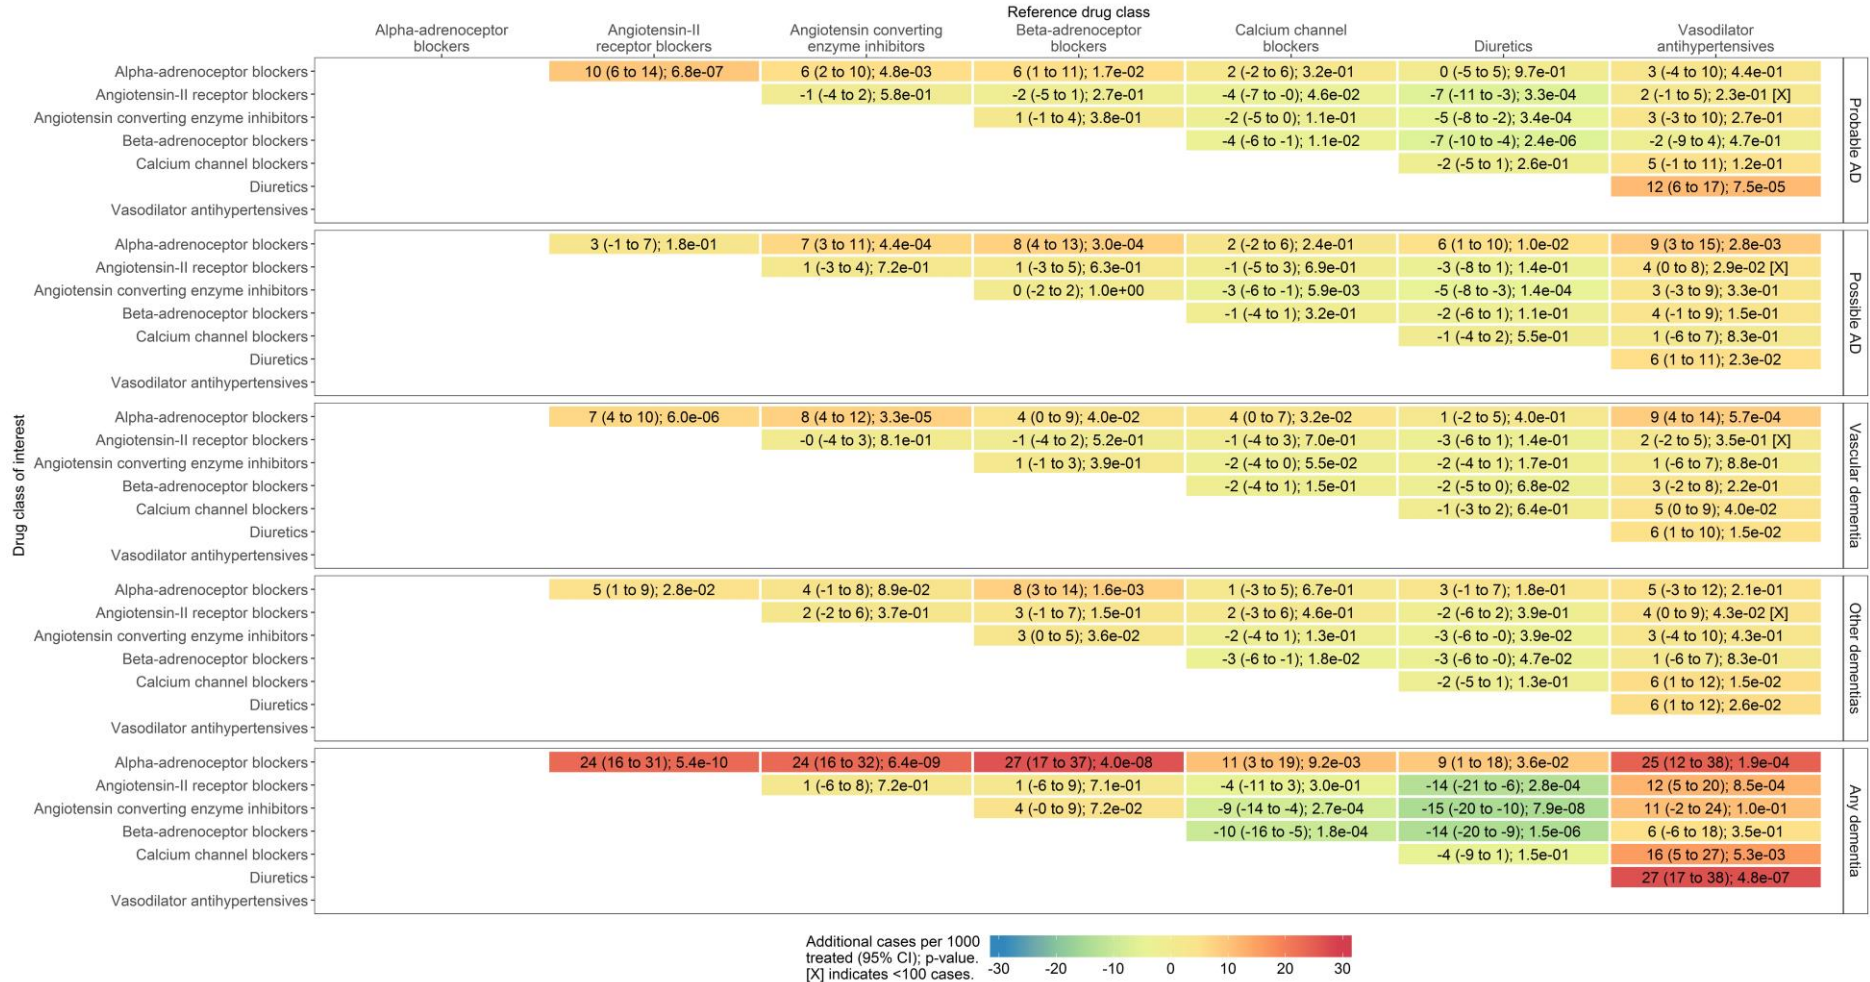 Reference drug class
Alpha-adrenoceptor blockers
Angiotensin-II receptor blockers
Angiotensin converting enzyme inhibitors
Beta-adrenoceptor blockers
Calcium channel blockers
Diuretics
Vasodilator antihypertensives
Drug class of interest
Probable AD
Alpha-adrenoceptor blockers 10 (6 to 14); 6.8e-07 6 (2 to 10); 4.8e-03 6 (1 to 11); 1.7e-02 2 (-2 to 6); 3.2e-01 0 (-5 to 5); 9.7e-01 3 (-4 to 10); 4.4e-01
Angiotensin-II receptor blockers -1 (-4 to 2); 5.8e-01 -2 (-5 to 1); 2.7e-01 -4 (-7 to -0); 4.6e-02 -7 (-11 to -3); 3.3e-04 2 (-1 to 5); 2.3e-01 [X]
Angiotensin converting enzyme inhibitors 1 (-1 to 4); 3.8e-01 -2 (-5 to 0); 1.1e-01 -5 (-8 to -2); 3.4e-04 3 (-3 to 10); 2.7e-01
Beta-adrenoceptor blockers -4 (-6 to -1); 1.1e-02 -7 (-10 to -4); 2.4e-06 -2 (-9 to 4); 4.7e-01
Calcium channel blockers -2 (-5 to 1); 2.6e-01 5 (-1 to 11); 1.2e-01
Diuretics 12 (6 to 17); 7.5e-05
Vasodilator antihypertensives
Possible AD
Alpha-adrenoceptor blockers 3 (-1 to 7); 1.8e-01 7 (3 to 11); 4.4e-04 8 (4 to 13); 3.0e-04 2 (-2 to 6); 2.4e-01 6 (1 to 10); 1.0e-02 9 (3 to 15); 2.8e-03
Angiotensin-II receptor blockers 1 (-3 to 4); 7.2e-01 1 (-3 to 5); 6.3e-01 -1 (-5 to 3); 6.9e-01 -3 (-8 to 1); 1.4e-01 4 (0 to 8); 2.9e-02 [X]
Angiotensin converting enzyme inhibitors 0 (-2 to 2); 1.0e+00 -3 (-6 to -1); 5.9e-03 -5 (-8 to -3); 1.4e-04 3 (-3 to 9); 3.3e-01
Beta-adrenoceptor blockers -1 (-4 to 1); 3.2e-01 -2 (-6 to 1); 1.1e-01 4 (-1 to 9); 1.5e-01
Calcium channel blockers -1 (-4 to 2); 5.5e-01 1 (-6 to 7); 8.3e-01
Diuretics 6 (1 to 11); 2.3e-02
Vasodilator antihypertensives
Vascular dementia
Alpha-adrenoceptor blockers 7 (4 to 10); 6.0e-06 8 (4 to 12); 3.3e-05 4 (0 to 9); 4.0e-02 4 (0 to 7); 3.2e-02 1 (-2 to 5); 4.0e-01 9 (4 to 14); 5.7e-04
Angiotensin-II receptor blockers -0 (-4 to 3); 8.1e-01 -1 (-4 to 2); 5.2e-01 -1 (-4 to 3); 7.0e-01 -3 (-6 to 1); 1.4e-01 2 (-2 to 5); 3.5e-01 [X]
Angiotensin converting enzyme inhibitors 1 (-1 to 3); 3.9e-01 -2 (-4 to 0); 5.5e-02 -2 (-4 to 1); 1.7e-01 1 (-6 to 7); 8.8e-01
Beta-adrenoceptor blockers -2 (-4 to 1); 1.5e-01 -2 (-5 to 0); 6.8e-02 3 (-2 to 8); 2.2e-01
Calcium channel blockers -1 (-3 to 2); 6.4e-01 5 (0 to 9); 4.0e-02
Diuretics 6 (1 to 10); 1.5e-02
Vasodilator antihypertensives
Other dementias
Alpha-adrenoceptor blockers 5 (1 to 9); 2.8e-02 4 (-1 to 8); 8.9e-02 8 (3 to 14); 1.6e-03 1 (-3 to 5); 6.7e-01 3 (-1 to 7); 1.8e-01 5 (-3 to 12); 2.1e-01
Angiotensin-II receptor blockers 2 (-2 to 6); 3.7e-01 3 (-1 to 7); 1.5e-01 2 (-3 to 6); 4.6e-01 -2 (-6 to 2); 3.9e-01 4 (0 to 9); 4.3e-02 [X]
Angiotensin converting enzyme inhibitors 3 (0 to 5); 3.6e-02 -2 (-4 to 1); 1.3e-01 -3 (-6 to -0); 3.9e-02 3 (-4 to 10); 4.3e-01
Beta-adrenoceptor blockers -3 (-6 to -1); 1.8e-02 -3 (-6 to -0); 4.7e-02 1 (-6 to 7); 8.3e-01
Calcium channel blockers -2 (-5 to 1); 1.3e-01 6 (1 to 12); 1.5e-02
Diuretics 6 (1 to 12); 2.6e-02
Vasodilator antihypertensives
Any dementia
Alpha-adrenoceptor blockers 24 (16 to 31); 5.4e-10 24 (16 to 32); 6.4e-09 27 (17 to 37); 4.0e-08 11 (3 to 19); 9.2e-03 9 (1 to 18); 3.6e-02 25 (12 to 38); 1.9e-04
Angiotensin-II receptor blockers 1 (-6 to 8); 7.2e-01 1 (-6 to 9); 7.1e-01 -4 (-11 to 3); 3.0e-01 -14 (-21 to -6); 2.8e-04 12 (5 to 20); 8.5e-04
Angiotensin converting enzyme inhibitors 4 (-0 to 9); 7.2e-02 -9 (-14 to -4); 2.7e-04 -15 (-20 to -10); 7.9e-08 11 (-2 to 24); 1.0e-01
Beta-adrenoceptor blockers -10 (-16 to -5); 1.8e-04 -14 (-20 to -9); 1.5e-06 6 (-6 to 18); 3.5e-01
Calcium channel blockers -4 (-9 to 1); 1.5e-01 16 (5 to 27); 5.3e-03
Diuretics 27 (17 to 38); 4.8e-07
Vasodilator antihypertensives
Additional cases per 1000
treated (95% CI); p-value.
[X] indicates <100 cases.
-30 -20 -10 0 10 20 30